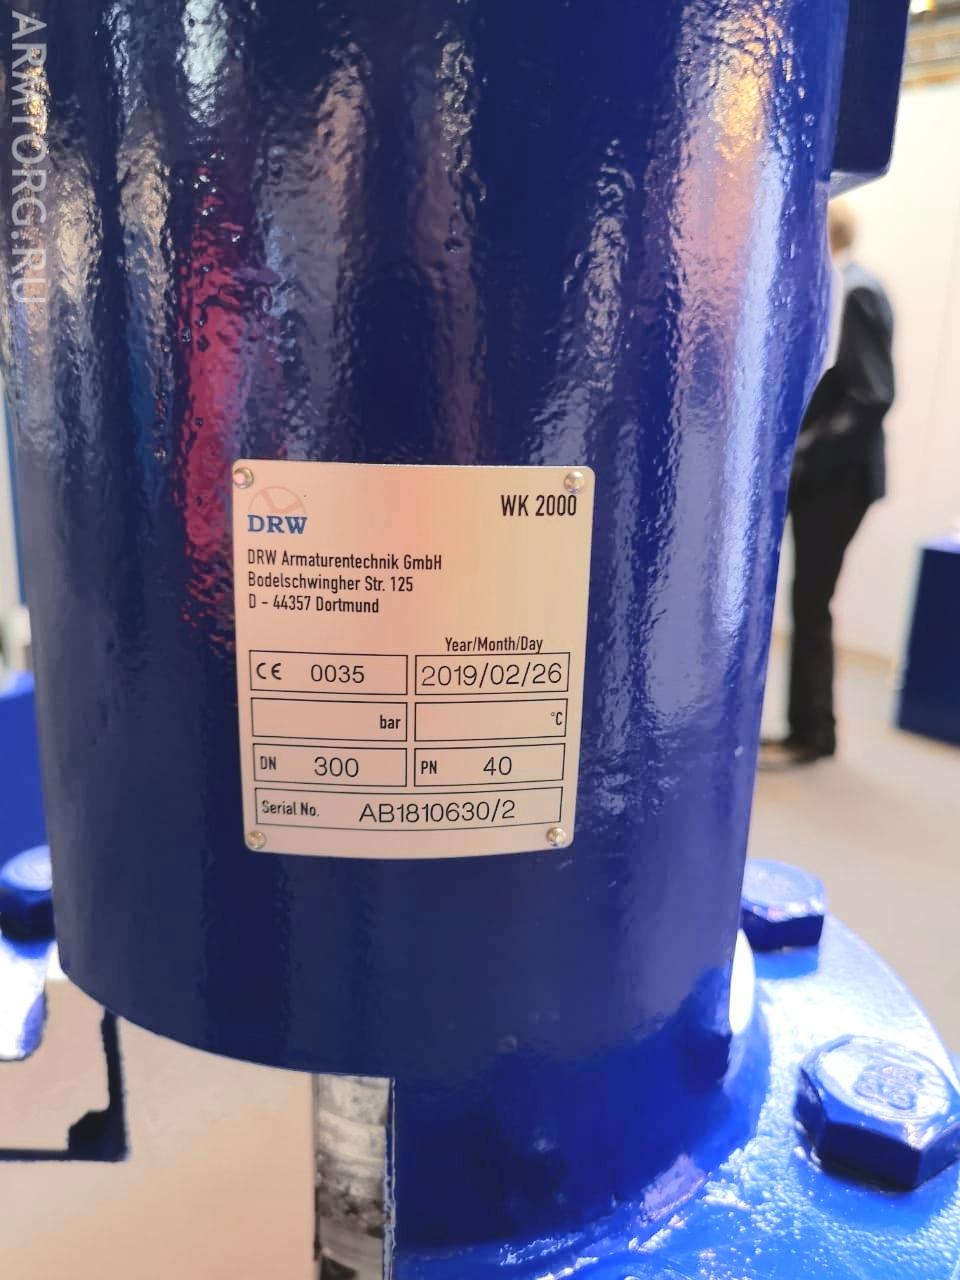 ARMTORG.RU
DRW
WK 2000
DRW Armaturentechnik GmbH
Bodelschwingher Str. 125
D - 44357 Dortmund
Year/Month/Day
CE 0035
2019/02/26
bar
°C
DN 300
PN 40
Serial No. AB1810630/2